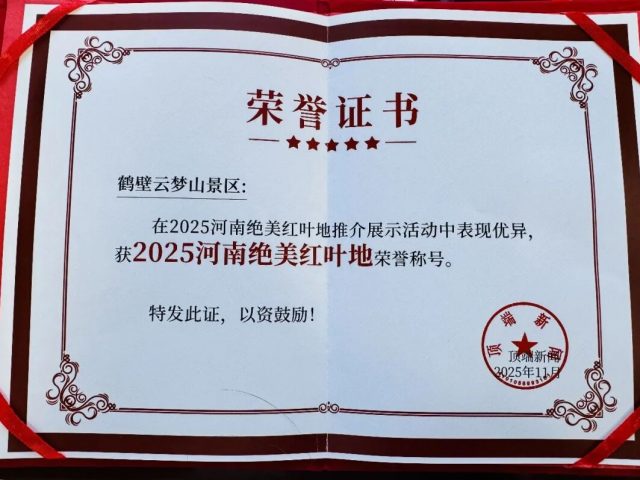 荣誉证书
鹤壁云梦山景区：
在2025河南绝美红叶地推介展示活动中表现优异，
获2025河南绝美红叶地荣誉称号。
特发此证，以资鼓励！
顶端新闻
顶端新闻
2025年11月